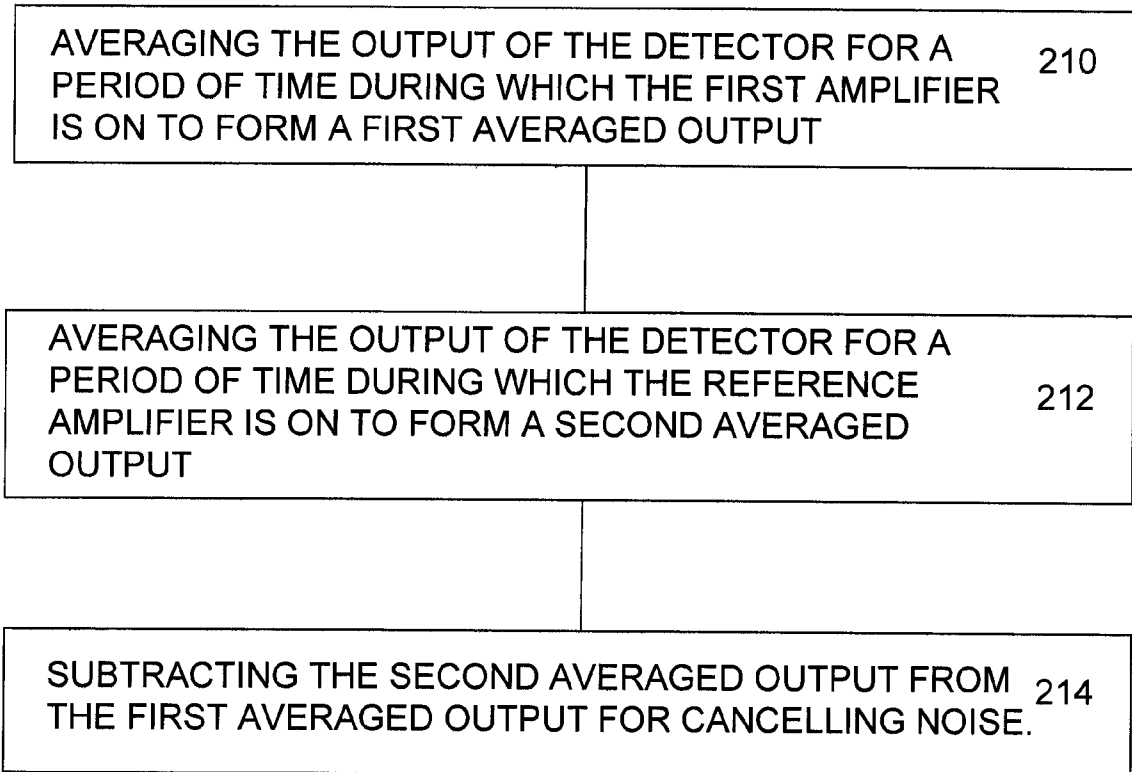 AVERAGING THE OUTPUT OF THE DETECTOR FOR A
PERIOD OF TIME DURING WHICH THE FIRST AMPLIFIER
IS ON TO FORM A FIRST AVERAGED OUTPUT
210
AVERAGING THE OUTPUT OF THE DETECTOR FOR A
PERIOD OF TIME DURING WHICH THE REFERENCE
AMPLIFIER IS ON TO FORM A SECOND AVERAGED
OUTPUT
212
SUBTRACTING THE SECOND AVERAGED OUTPUT FROM
THE FIRST AVERAGED OUTPUT FOR CANCELLING NOISE.
214